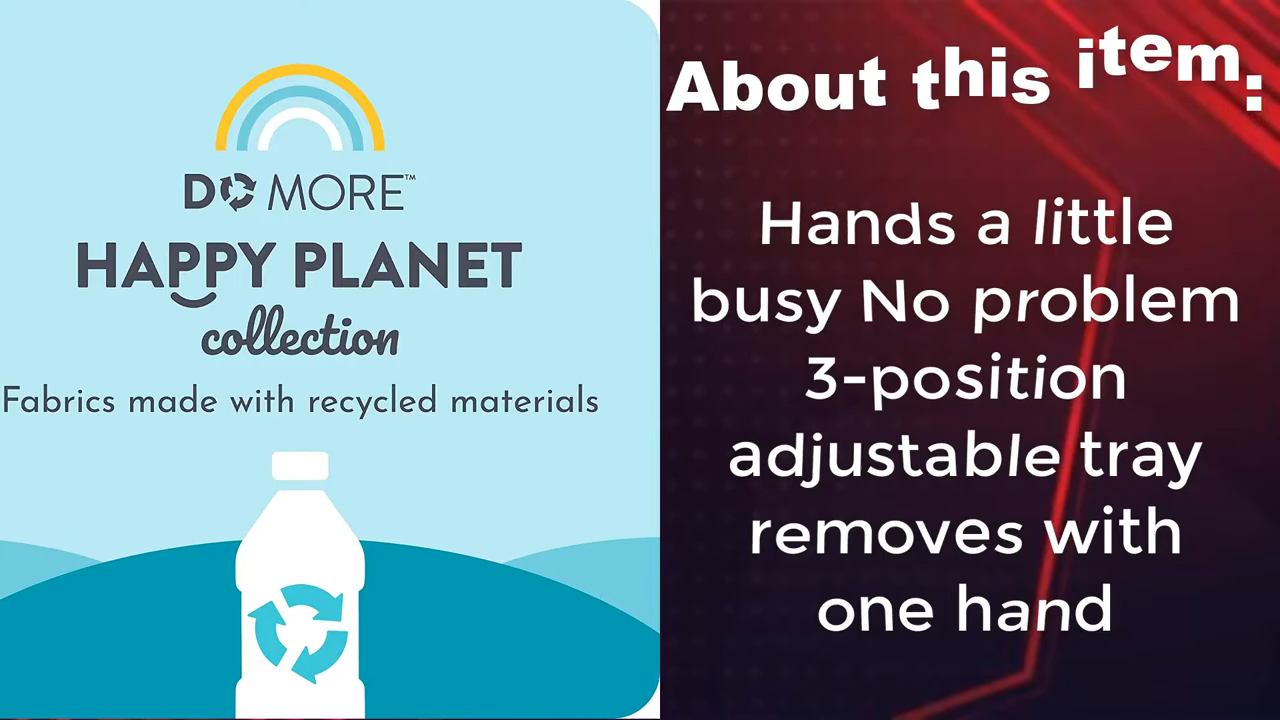 DO MORE™
HAPPY PLANET
collection
Fabrics made with recycled materials
About this item:
Hands a little
busy No problem
3-position
adjustable tray
removes with
one hand